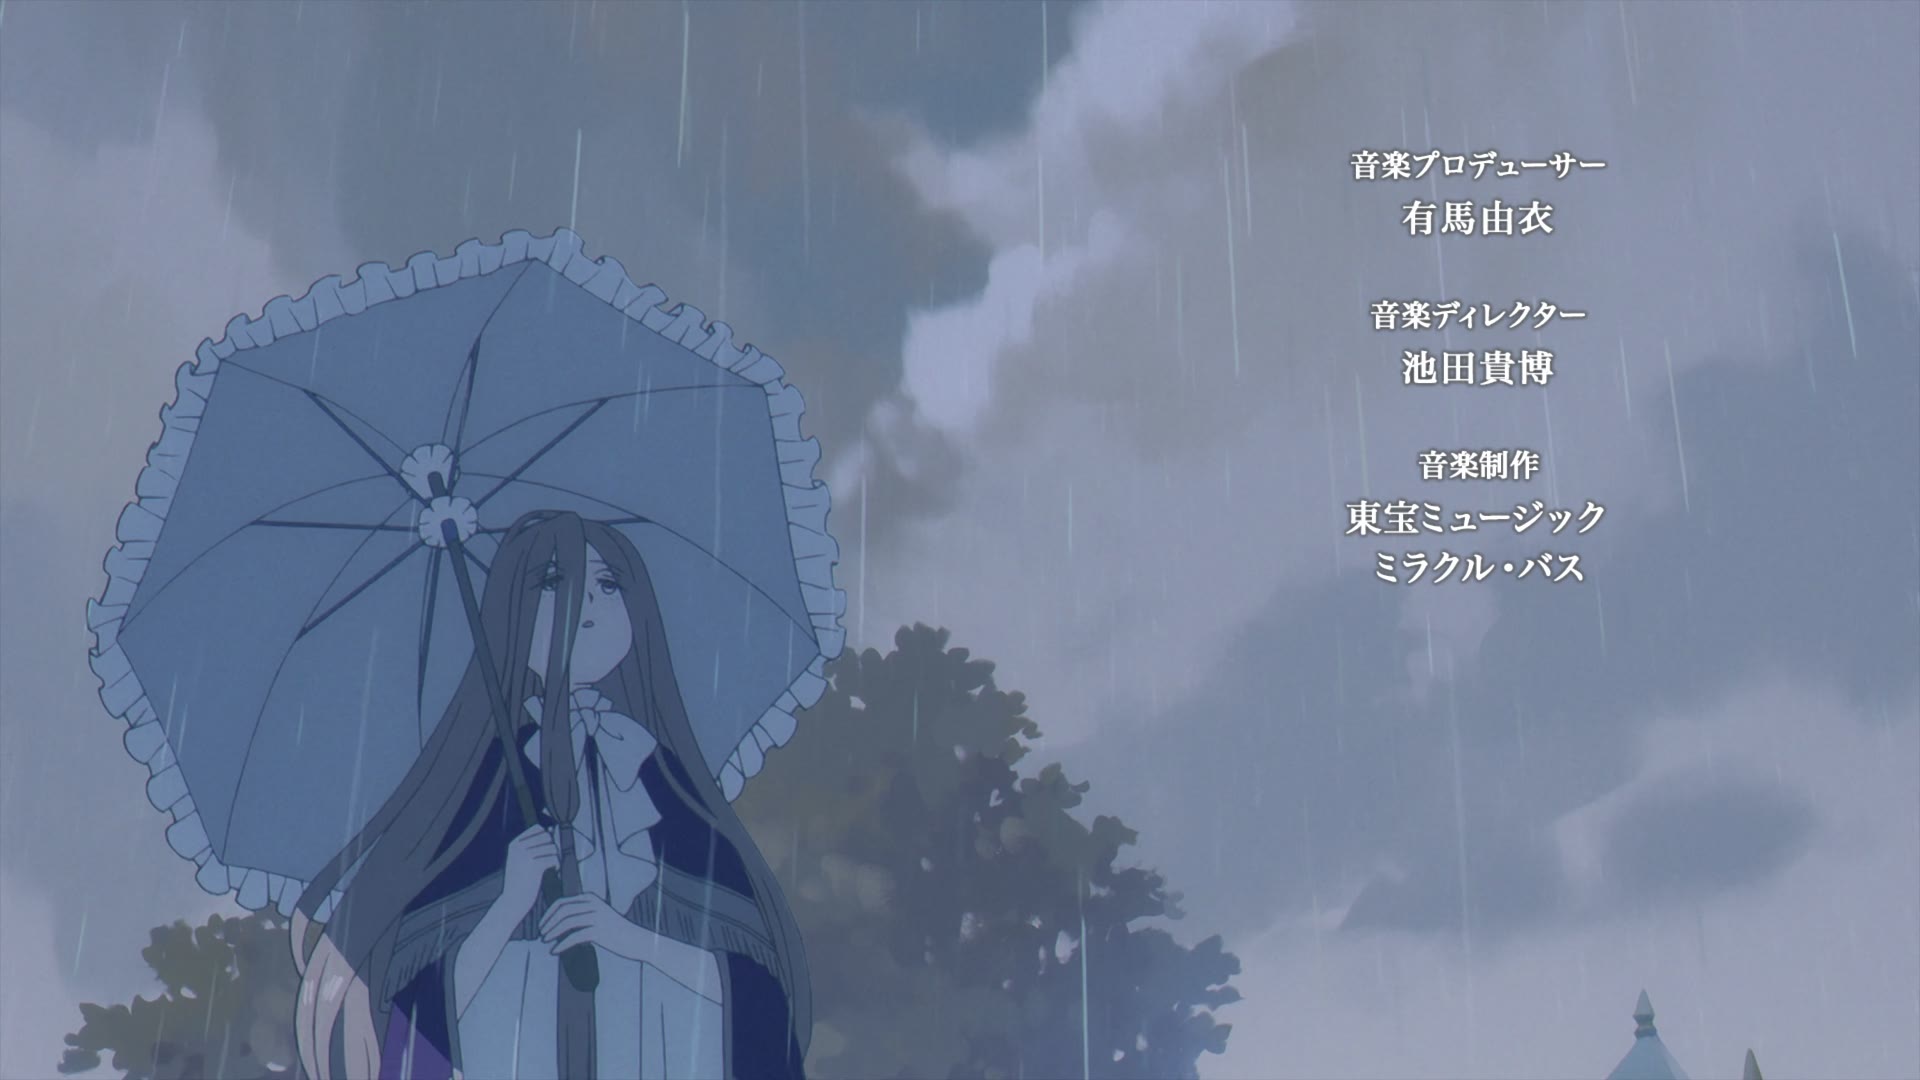 音楽プロデューサー
有馬由衣
音楽ディレクター
池田貴博
音楽制作
東宝ミュージック
ミラクル・バス